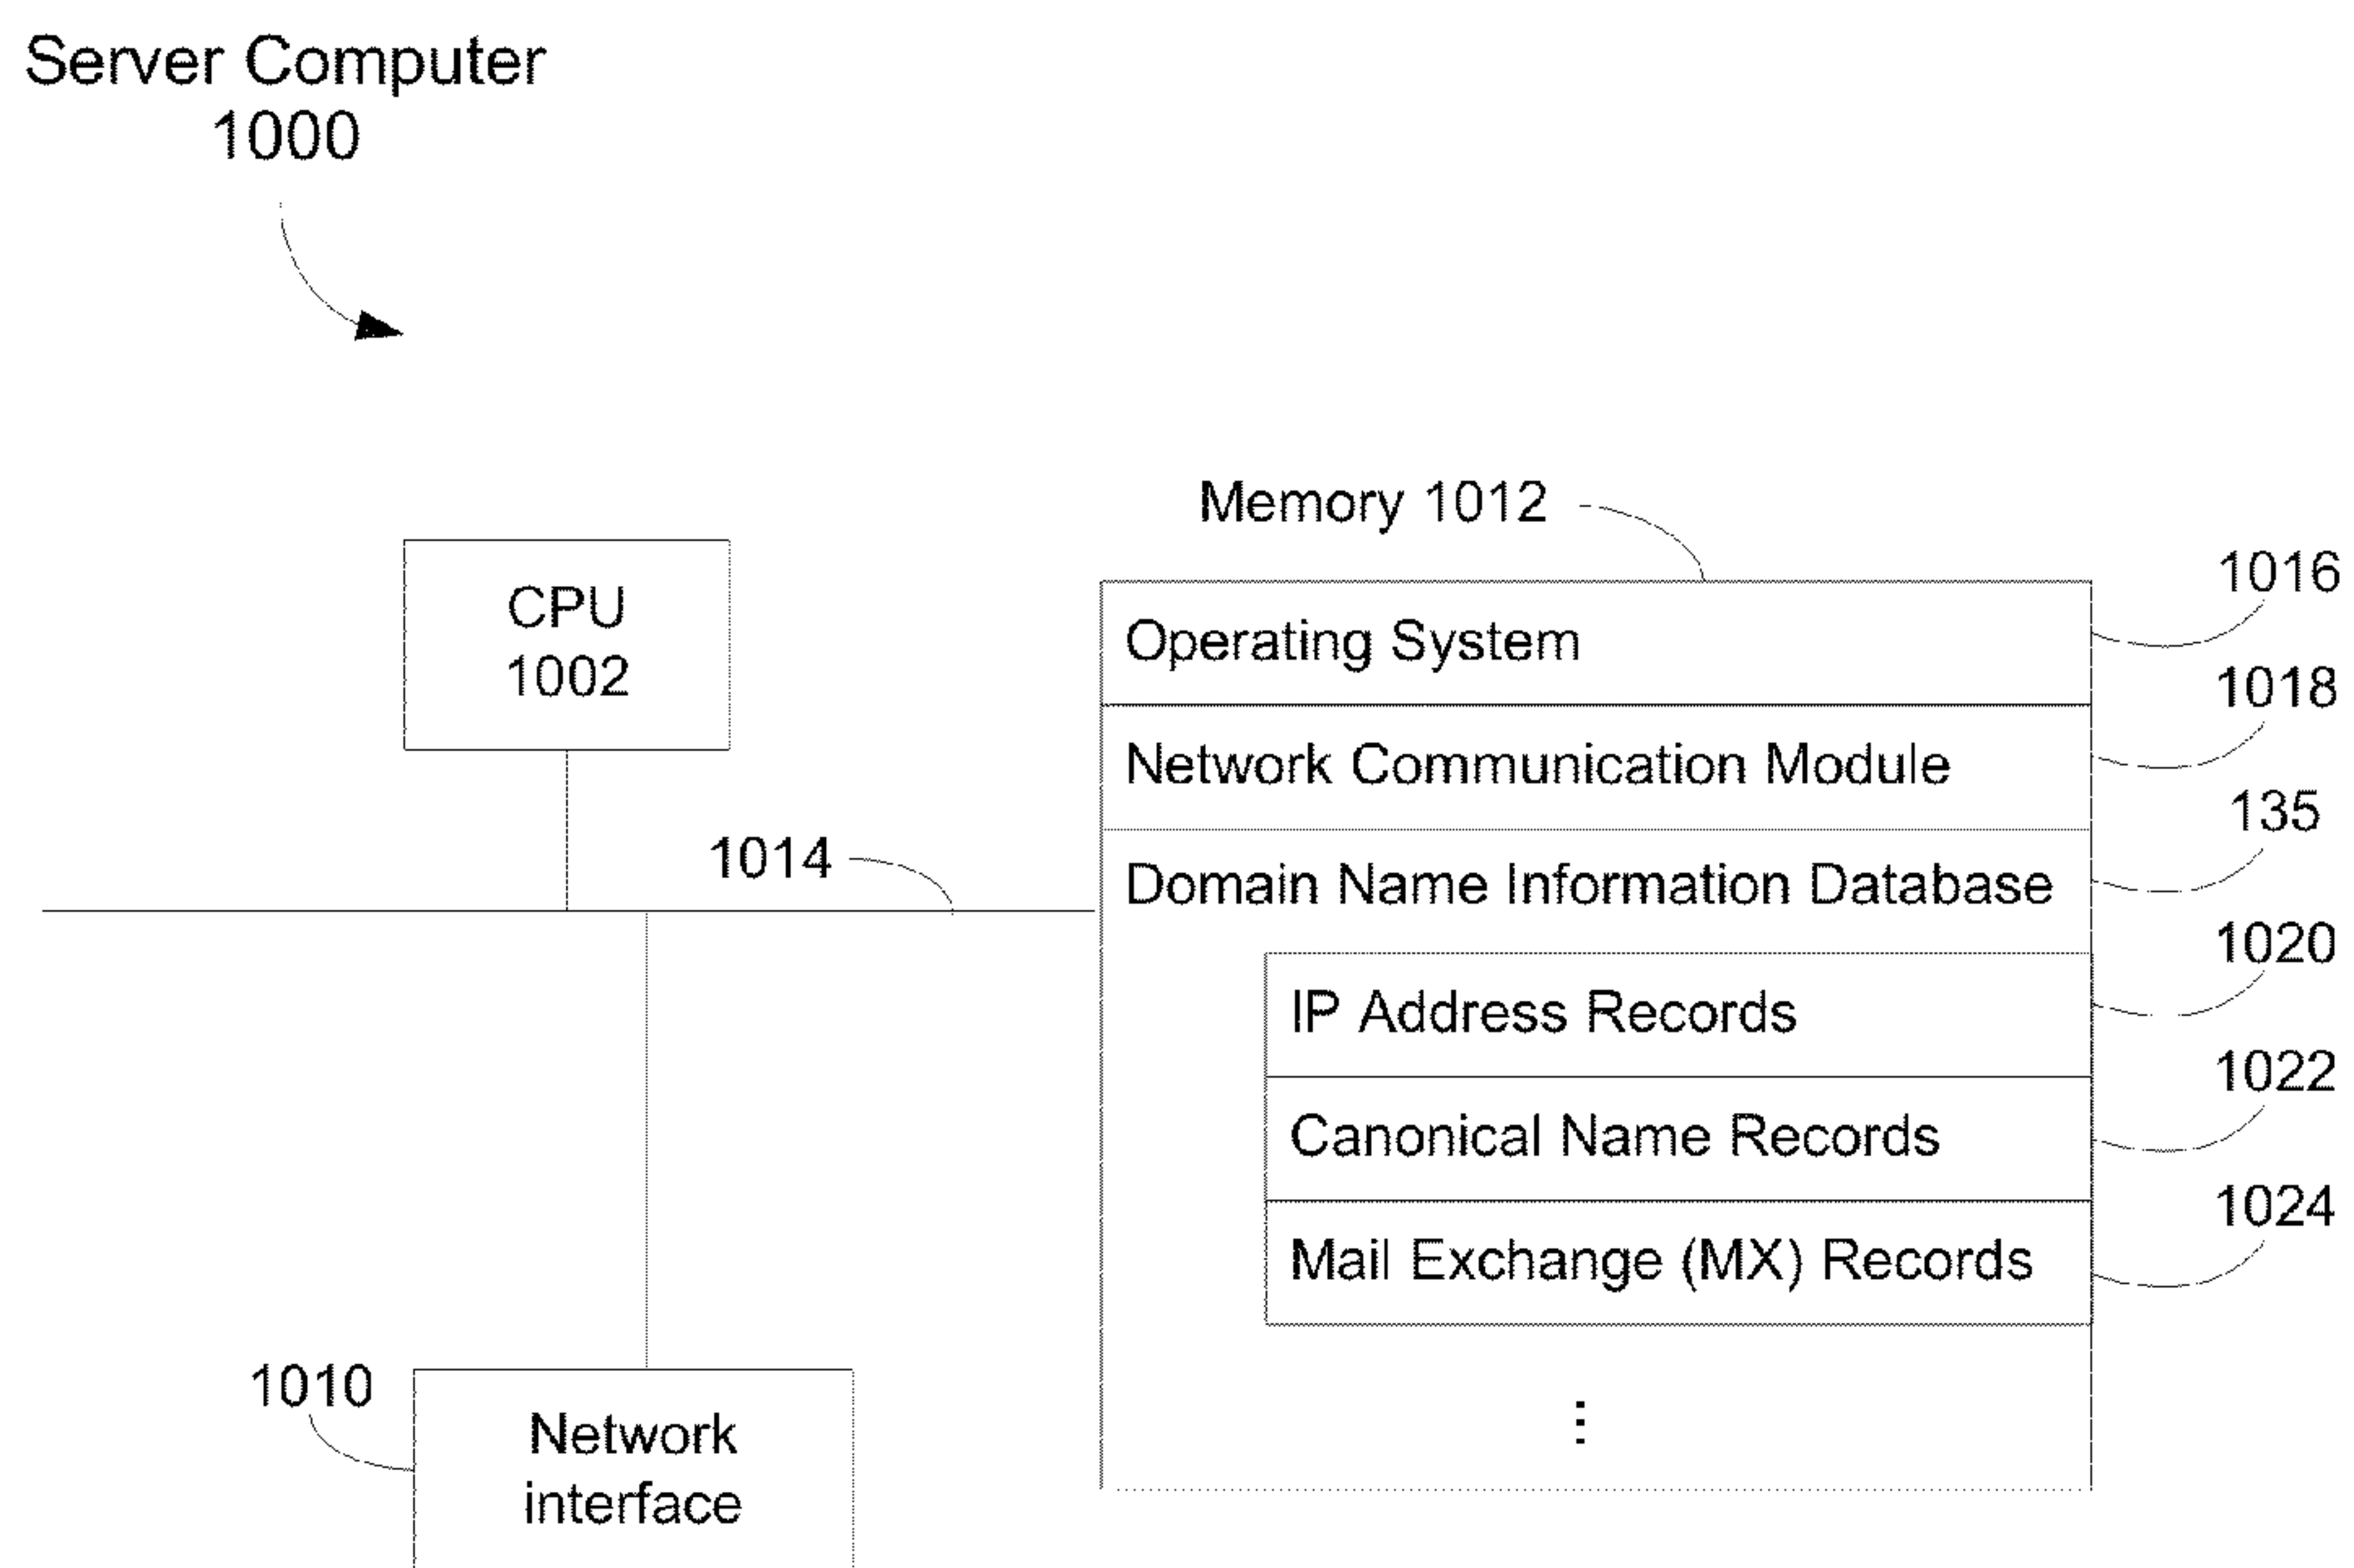 Server Computer
1000
Memory 1012
CPU
1002
1014
Operating System
1016
Network Communication Module
1018
Domain Name Information Database
135
IP Address Records
1020
Canonical Name Records
1022
Mail Exchange (MX) Records
1024
⋮
1010
Network
interface